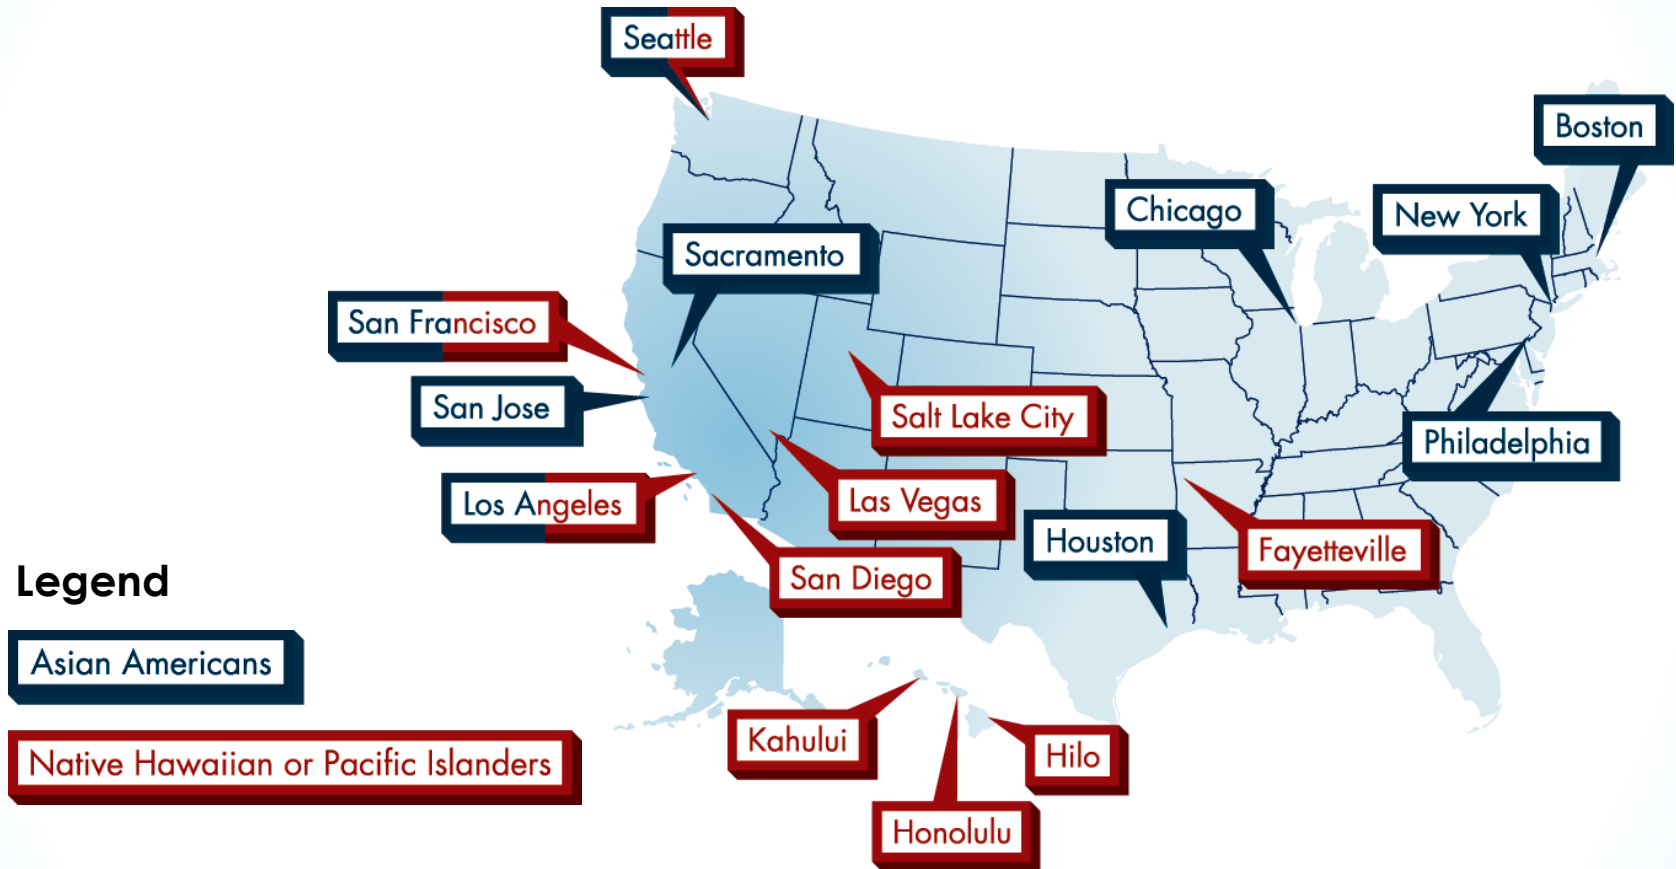 Seattle
Boston
Chicago
New York
Sacramento
San Francisco
San Jose
Salt Lake City
Philadelphia
Los Angeles
Las Vegas
Houston
Fayetteville
San Diego
Legend
Asian Americans
Native Hawaiian or Pacific Islanders
Kahului
Hilo
Honolulu